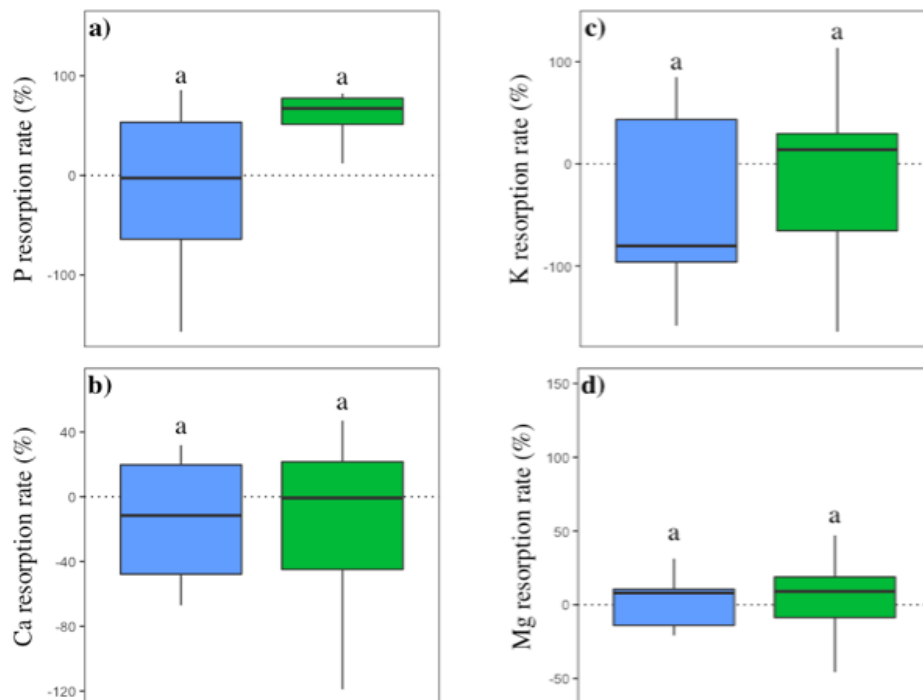 a)
P resorption rate (%)
100
0
-100
a
a
c)
K resorption rate (%)
100
0
-100
a
a
b)
Ca resorption rate (%)
40
0
-40
-80
-120
a
a
d)
Mg resorption rate (%)
150
100
50
0
-50
a
a